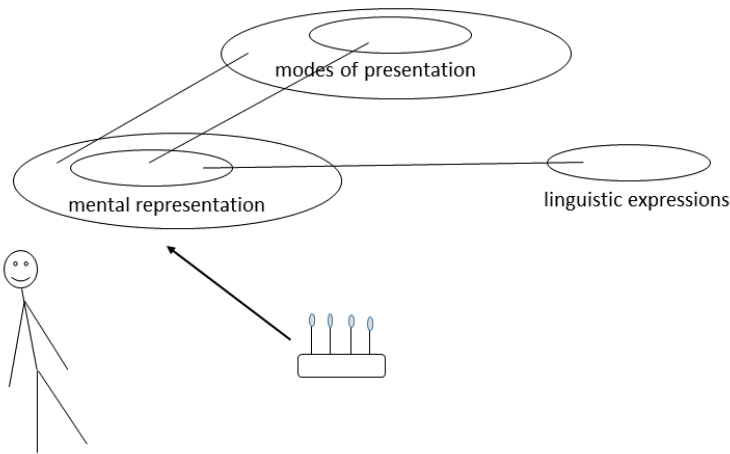 modes of presentation
mental representation
linguistic expressions